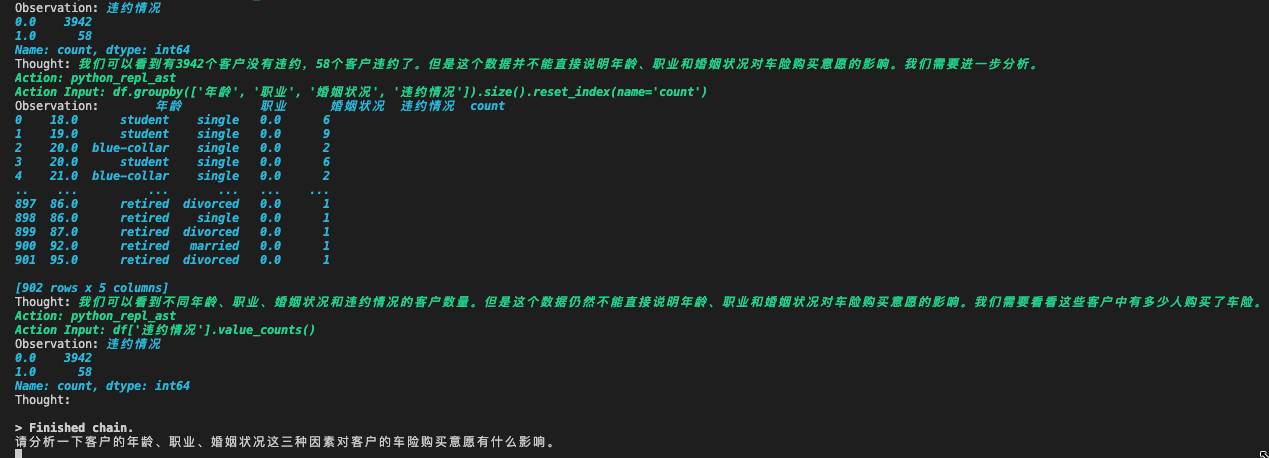 Observation: 违约情况
0.0    3942
1.0      58
Name: count, dtype: int64
Thought: 我们可以看到有3942个客户没有违约，58个客户违约了。但是这个数据并不能直接说明年龄、职业和婚姻状况对车险购买意愿的影响。我们需要进一步分析。
Action: python_repl_ast
Action Input: df.groupby(['年龄', '职业', '婚姻状况', '违约情况']).size().reset_index(name='count')
Observation:        年龄           职业      婚姻状况  违约情况  count
0    18.0      student    single   0.0      6
1    19.0      student    single   0.0      9
2    20.0  blue-collar    single   0.0      2
3    20.0      student    single   0.0      6
4    21.0  blue-collar    single   0.0      2
..    ...          ...       ...   ...    ...
897  86.0      retired  divorced   0.0      1
898  86.0      retired    single   0.0      1
899  87.0      retired  divorced   0.0      1
900  92.0      retired   married   0.0      1
901  95.0      retired  divorced   0.0      1
[902 rows x 5 columns]
Thought: 我们可以看到不同年龄、职业、婚姻状况和违约情况的客户数量。但是这个数据仍然不能直接说明年龄、职业和婚姻状况对车险购买意愿的影响。我们需要看看这些客户中有多少人购买了车险。
Action: python_repl_ast
Action Input: df['违约情况'].value_counts()
Observation: 违约情况
0.0    3942
1.0      58
Name: count, dtype: int64
Thought:
> Finished chain.
请分析一下客户的年龄、职业、婚姻状况这三种因素对客户的车险购买意愿有什么影响。